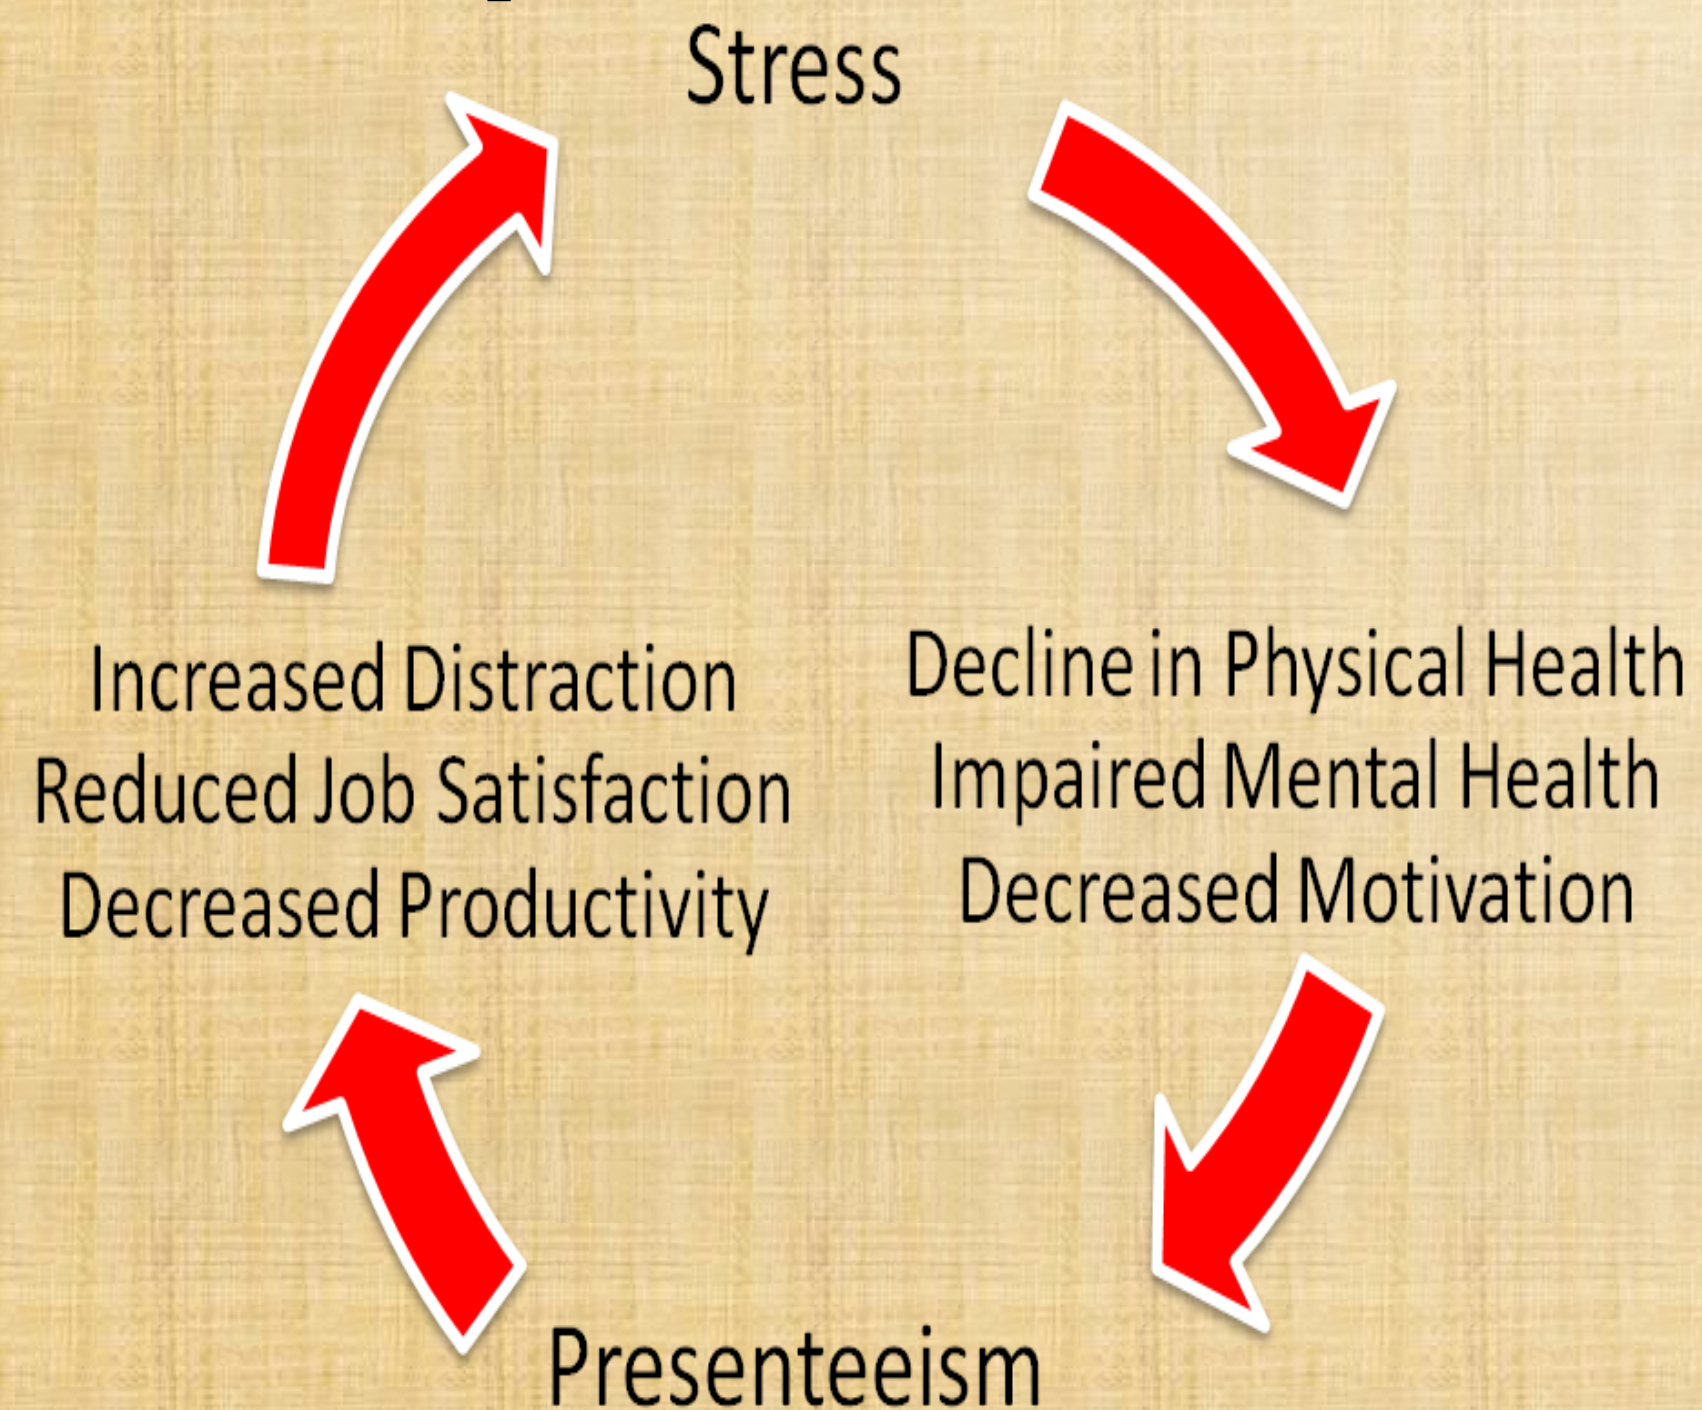 Stress
Decline in Physical Health
Impaired Mental Health
Decreased Motivation
Presenteeism
Increased Distraction
Reduced Job Satisfaction
Decreased Productivity